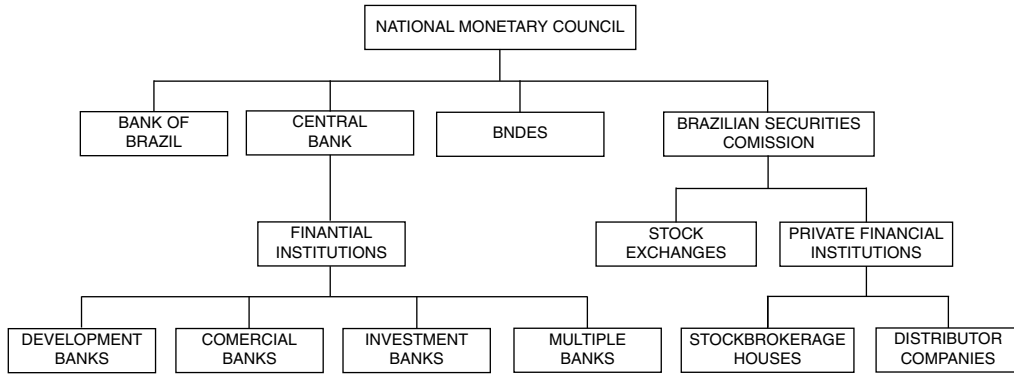 NATIONAL MONETARY COUNCIL
BANK OF
BRAZIL
CENTRAL
BANK
BNDES
BRAZILIAN SECURITIES
COMISSION
FINANTIAL
INSTITUTIONS
STOCK
EXCHANGES
PRIVATE FINANCIAL
INSTITUTIONS
DEVELOPMENT
BANKS
COMERCIAL
BANKS
INVESTMENT
BANKS
MULTIPLE
BANKS
STOCKBROKERAGE
HOUSES
DISTRIBUTOR
COMPANIES